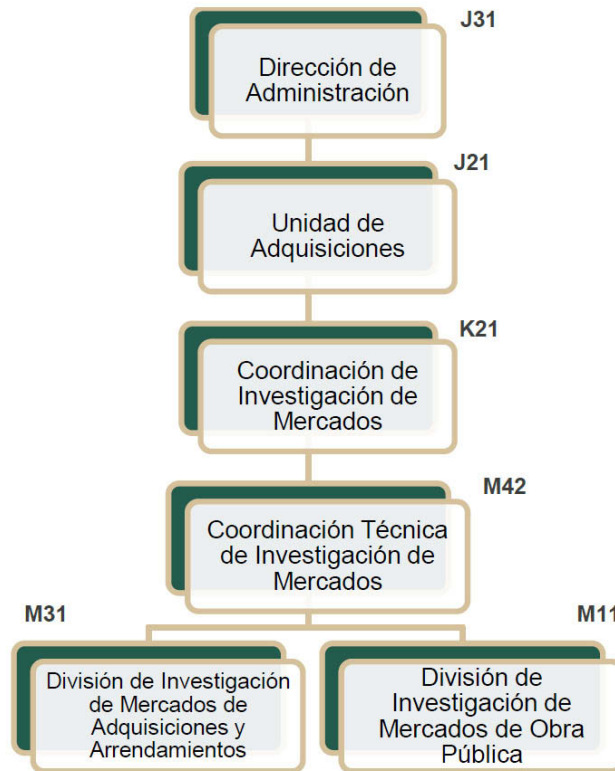 J31
Dirección de
Administración
J21
Unidad de
Adquisiciones
K21
Coordinación de
Investigación de
Mercados
M42
Coordinación Técnica
de Investigación de
Mercados
M31
División de Investigación
de Mercados de
Adquisiciones y
Arrendamientos
M11
División de
Investigación de
Mercados de Obra
Pública